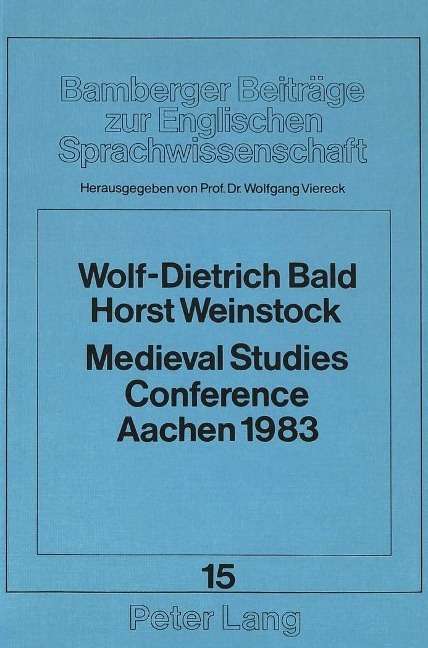 Bamberger Beiträge
zur Englischen
Sprachwissenschaft
Herausgegeben von Prof. Dr. Wolfgang Viereck
Wolf-Dietrich Bald
Horst Weinstock
Medieval Studies
Conference
Aachen 1983
15
Peter Lang